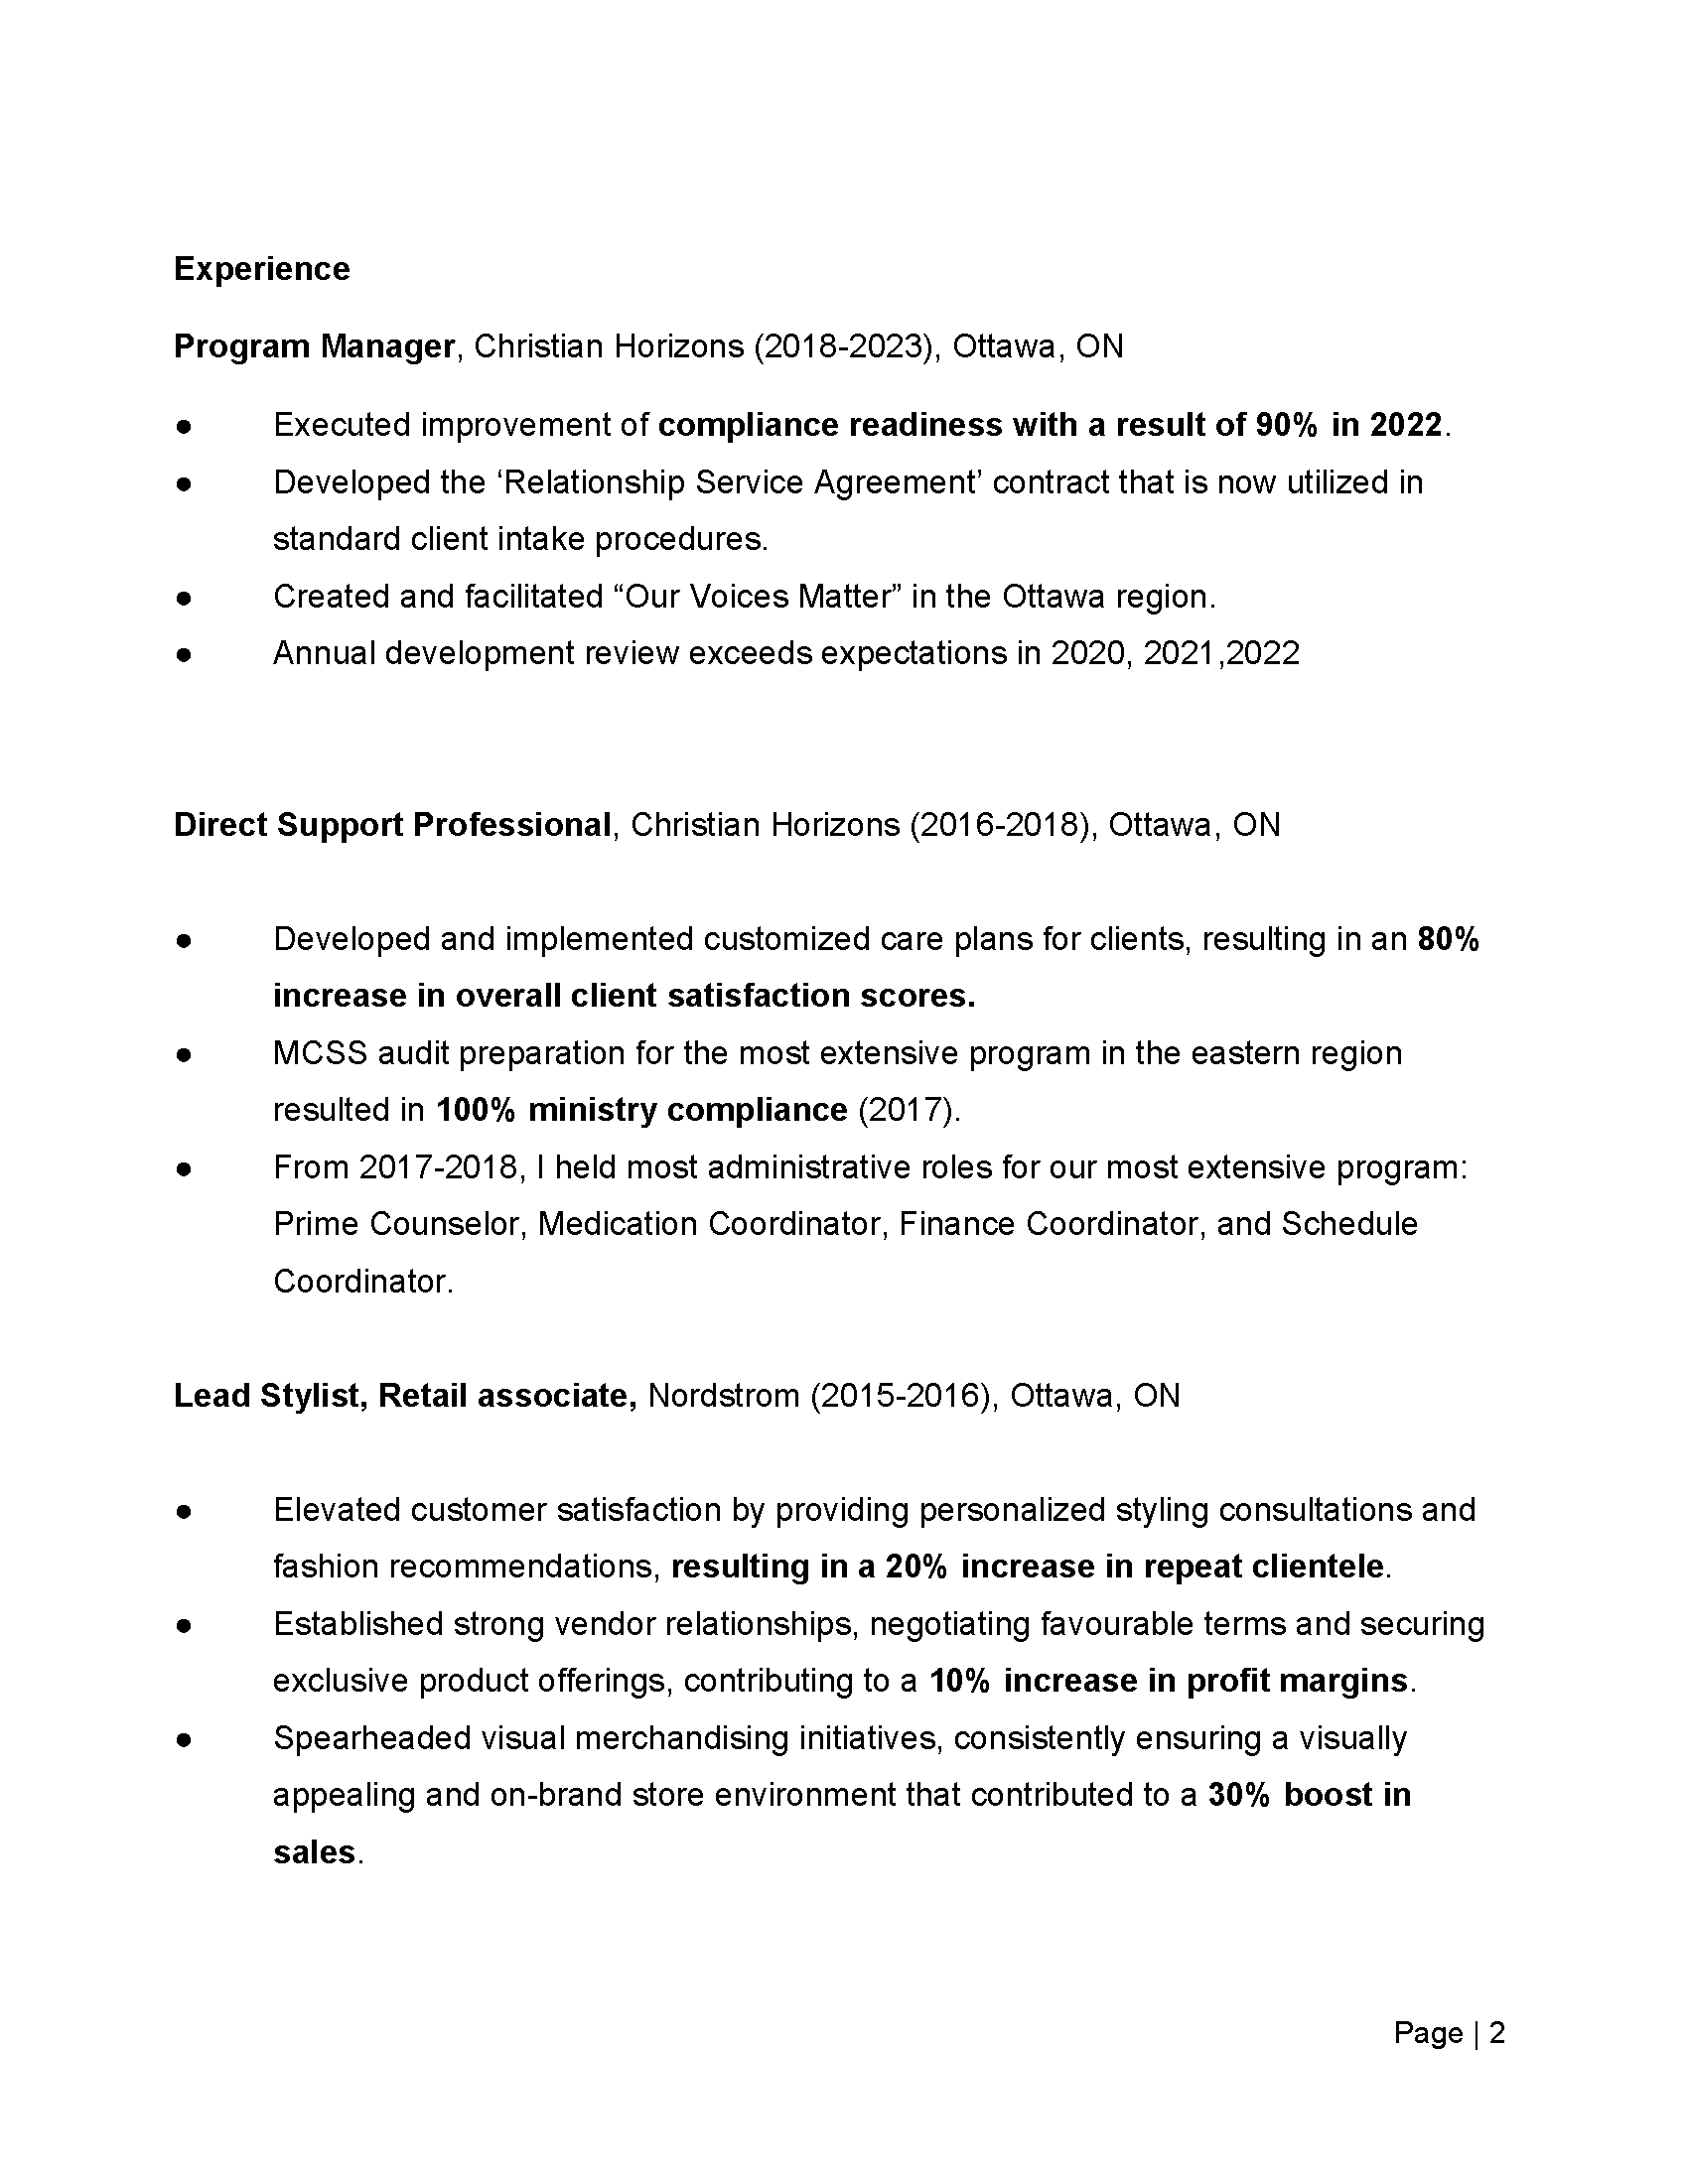 Experience
Program Manager, Christian Horizons (2018-2023), Ottawa, ON
● Executed improvement of compliance readiness with a result of 90% in 2022.
● Developed the ‘Relationship Service Agreement’ contract that is now utilized in
standard client intake procedures.
● Created and facilitated “Our Voices Matter” in the Ottawa region.
● Annual development review exceeds expectations in 2020, 2021,2022
Direct Support Professional, Christian Horizons (2016-2018), Ottawa, ON
● Developed and implemented customized care plans for clients, resulting in an 80%
increase in overall client satisfaction scores.
● MCSS audit preparation for the most extensive program in the eastern region
resulted in 100% ministry compliance (2017).
● From 2017-2018, I held most administrative roles for our most extensive program:
Prime Counselor, Medication Coordinator, Finance Coordinator, and Schedule
Coordinator.
Lead Stylist, Retail associate, Nordstrom (2015-2016), Ottawa, ON
● Elevated customer satisfaction by providing personalized styling consultations and
fashion recommendations, resulting in a 20% increase in repeat clientele.
● Established strong vendor relationships, negotiating favourable terms and securing
exclusive product offerings, contributing to a 10% increase in profit margins.
● Spearheaded visual merchandising initiatives, consistently ensuring a visually
appealing and on-brand store environment that contributed to a 30% boost in
sales.
Page | 2